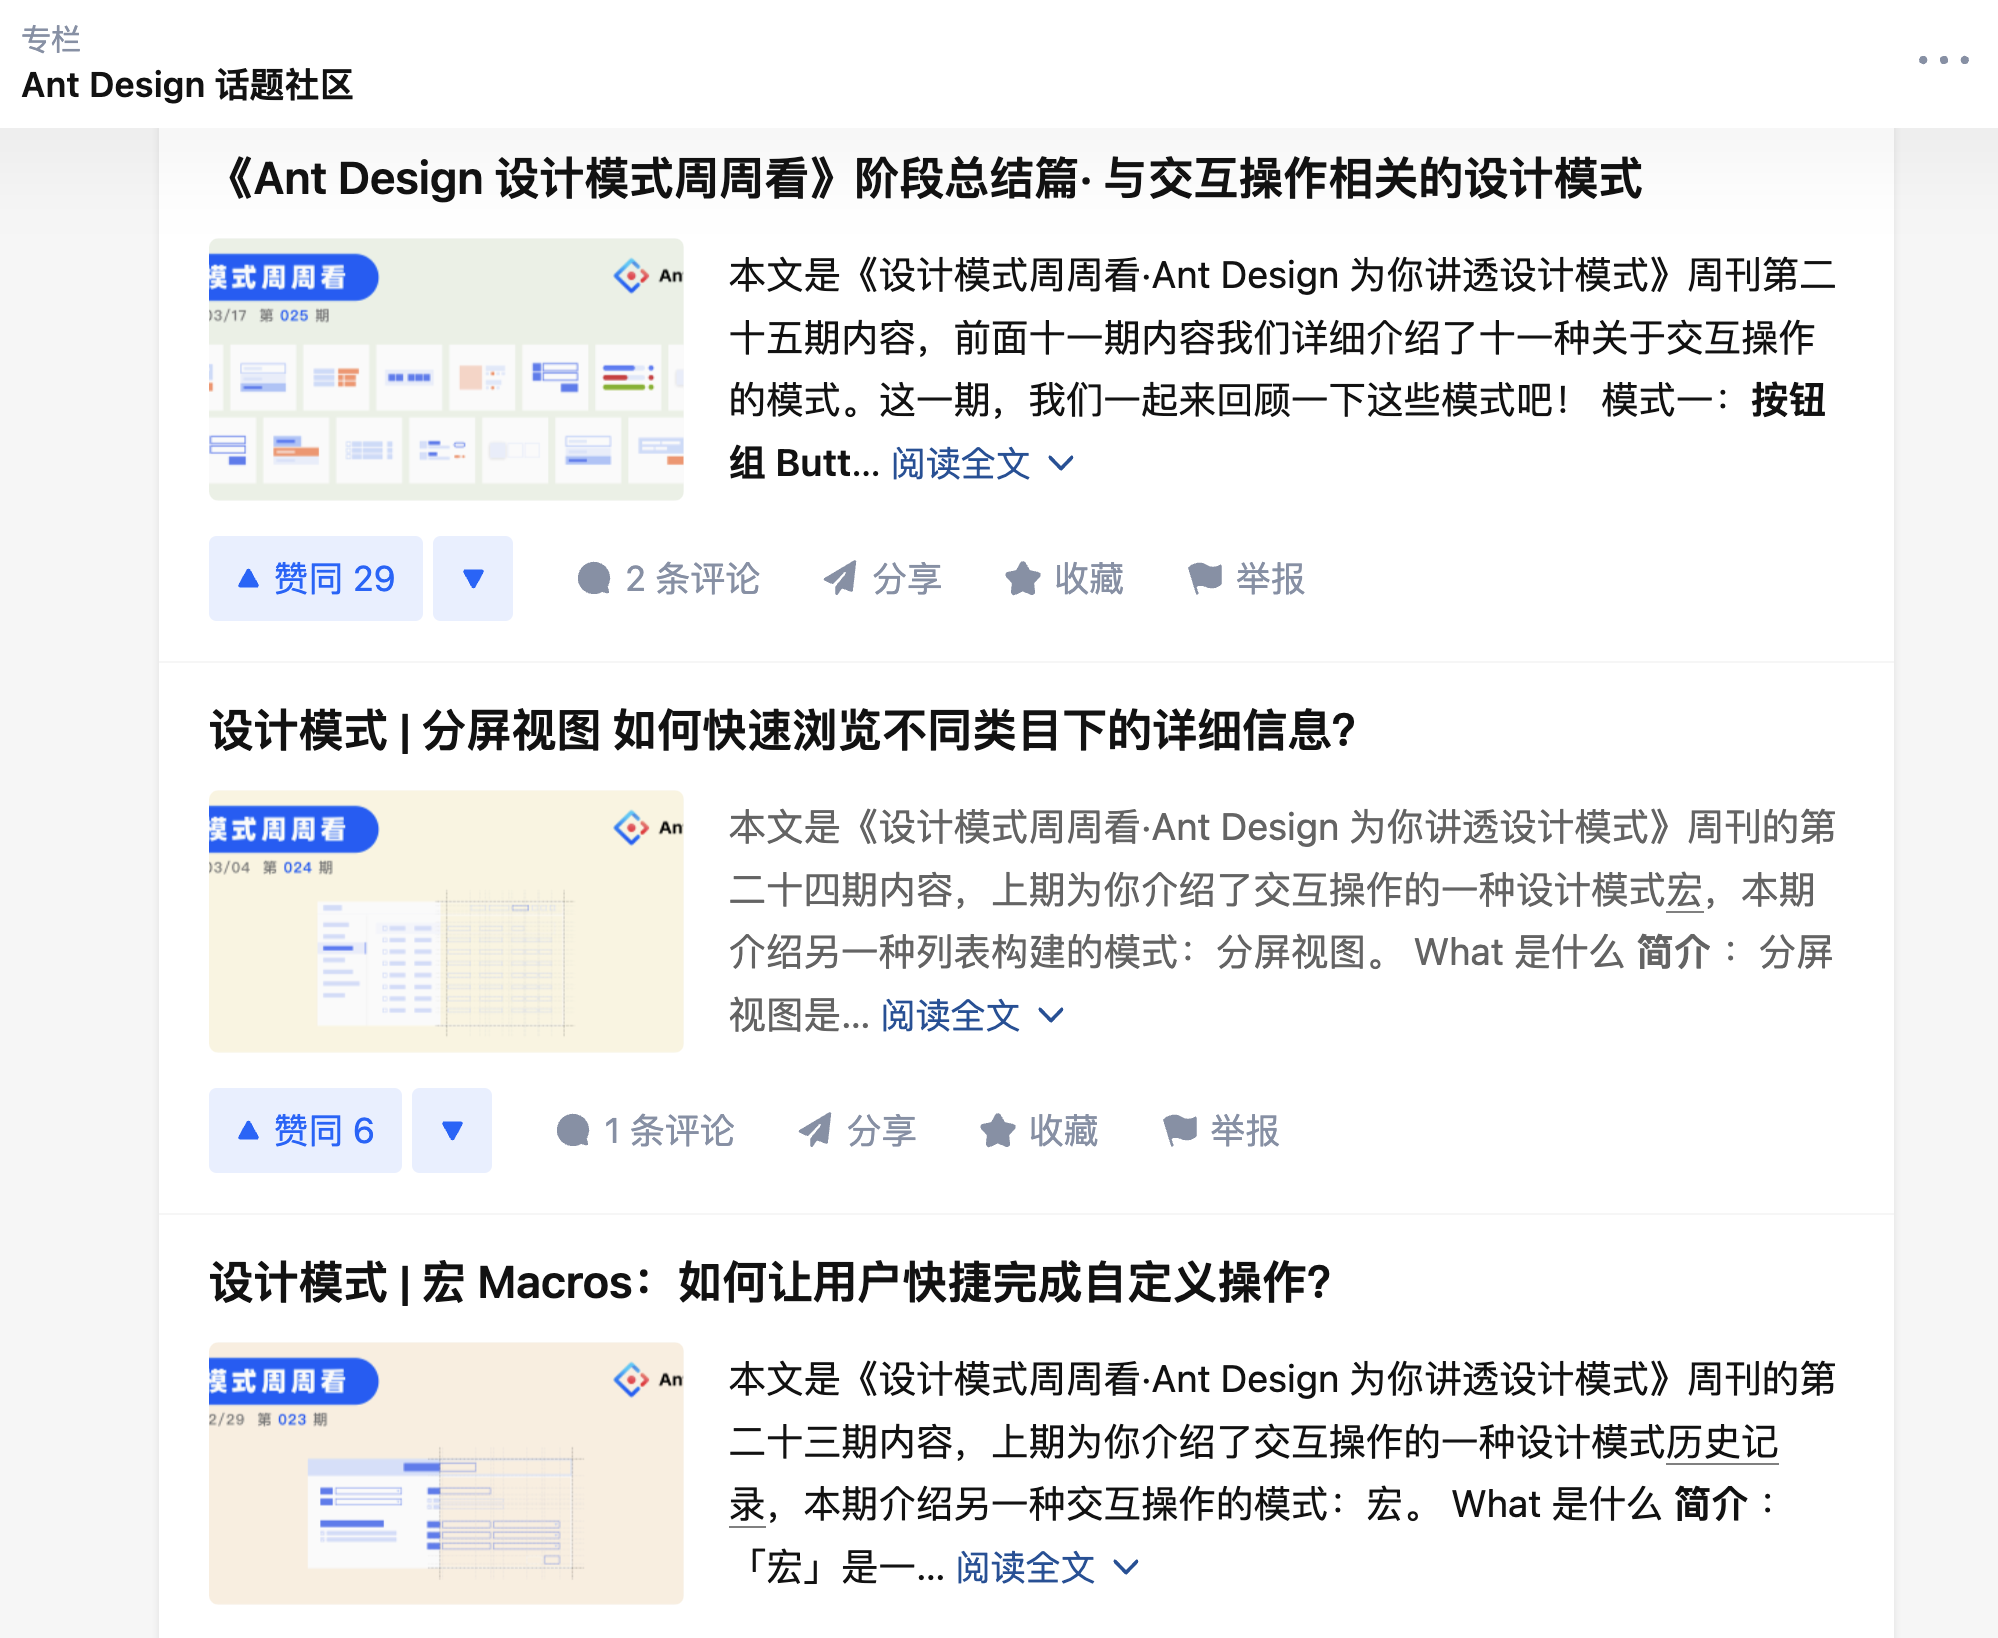 专栏
Ant Design 话题社区
《Ant Design 设计模式周周看》阶段总结篇· 与交互操作相关的设计模式
模式周周看
An
03/17 第 025 期
本文是《设计模式周周看·Ant Design 为你讲透设计模式》周刊第二
十五期内容，前面十一期内容我们详细介绍了十一种关于交互操作
的模式。这一期，我们一起来回顾一下这些模式吧！ 模式一：按钮
组 Butt... 阅读全文
赞同 29
2 条评论
分享
收藏
举报
设计模式 | 分屏视图 如何快速浏览不同类目下的详细信息?
模式周周看
An
03/04 第 024 期
本文是《设计模式周周看·Ant Design 为你讲透设计模式》周刊的第
二十四期内容，上期为你介绍了交互操作的一种设计模式宏，本期
介绍另一种列表构建的模式：分屏视图。 What 是什么 简介 ：分屏
视图是... 阅读全文
赞同 6
1 条评论
分享
收藏
举报
设计模式 | 宏 Macros：如何让用户快捷完成自定义操作?
模式周周看
An
2/29 第 023 期
本文是《设计模式周周看·Ant Design 为你讲透设计模式》周刊的第
二十三期内容，上期为你介绍了交互操作的一种设计模式历史记
录，本期介绍另一种交互操作的模式：宏。 What 是什么 简介 ：
「宏」是一... 阅读全文